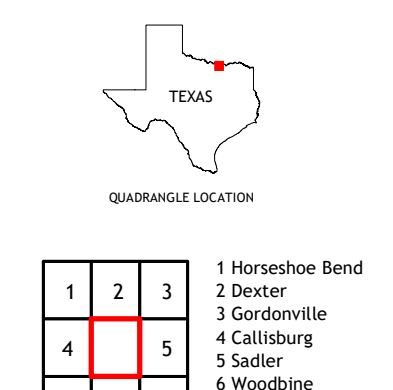 TEXAS
QUADRANGLE LOCATION
1 2 3
4 5
1 Horseshoe Bend
2 Dexter
3 Gordonville
4 Callisburg
5 Sadler
6 Woodbine